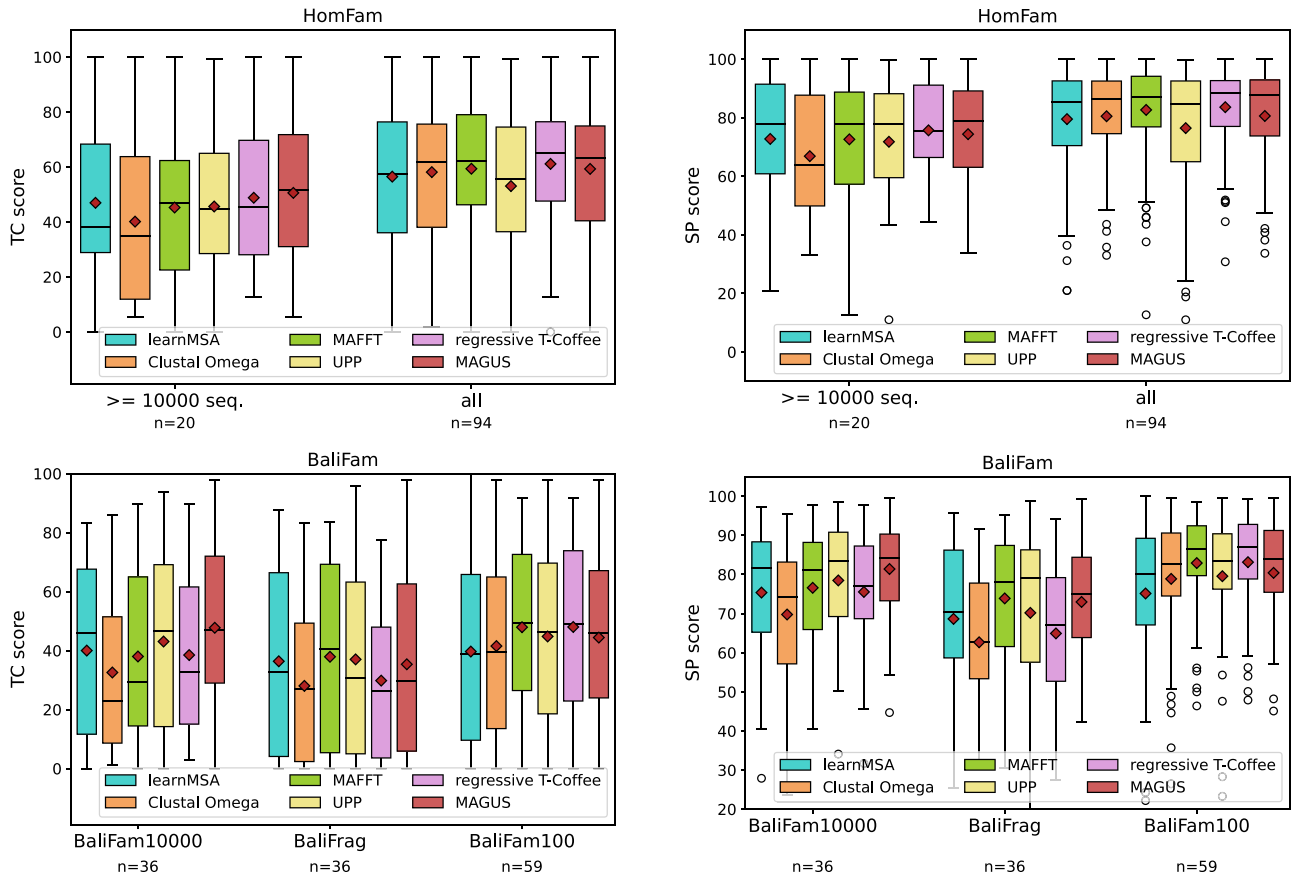 HomFam
TC score
100
80
60
40
20
0
learnMSA
MAFFT
regressive T-Coffee
Clustal Omega
UPP
MAGUS
>= 10000 seq.
all
n=20
n=94
HomFam
SP score
100
80
60
40
20
0
learnMSA
MAFFT
regressive T-Coffee
Clustal Omega
UPP
MAGUS
>= 10000 seq.
all
n=20
n=94
BaliFam
TC score
100
80
60
40
20
0
learnMSA
MAFFT
regressive T-Coffee
Clustal Omega
UPP
MAGUS
BaliFam10000
BaliFrag
BaliFam100
n=36
n=36
n=59
BaliFam
SP score
100
90
80
70
60
50
40
30
20
learnMSA
MAFFT
regressive T-Coffee
Clustal Omega
UPP
MAGUS
BaliFam10000
BaliFrag
BaliFam100
n=36
n=36
n=59